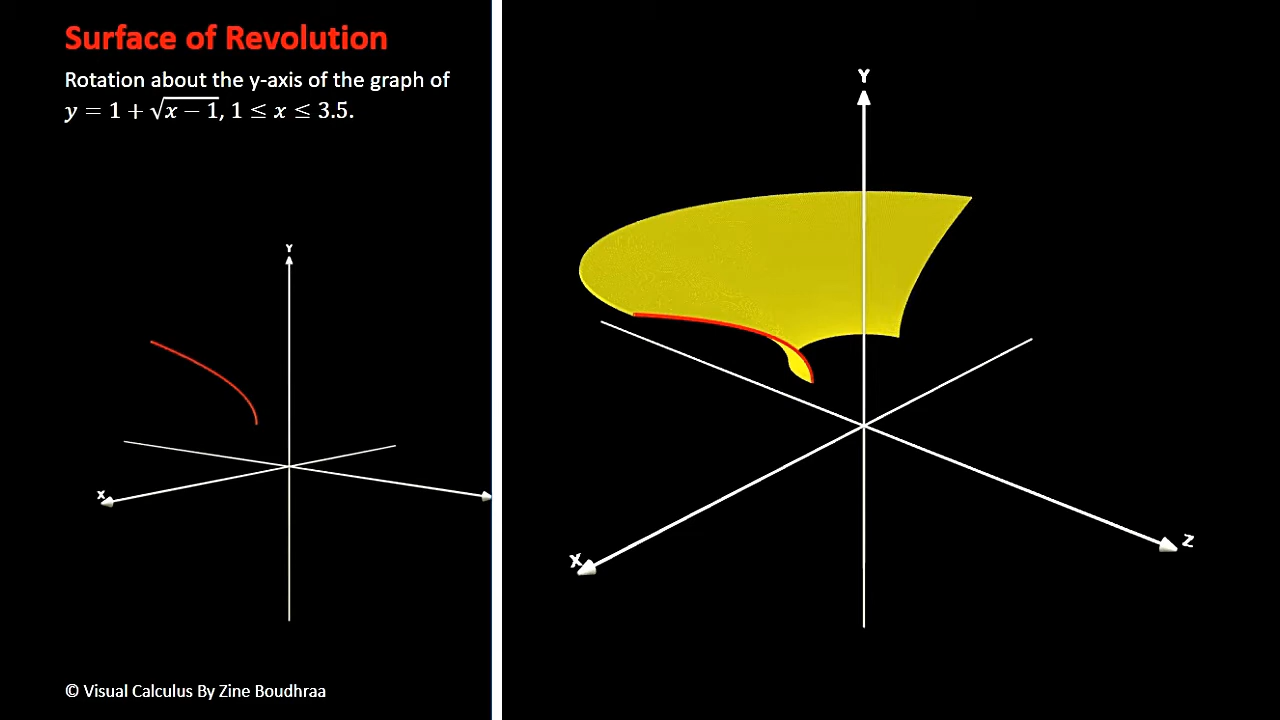 Surface of Revolution
Rotation about the y-axis of the graph of
y = 1 + √(x − 1), 1 ≤ x ≤ 3.5.
Y
X
Y
X
Z
© Visual Calculus By Zine Boudhraa